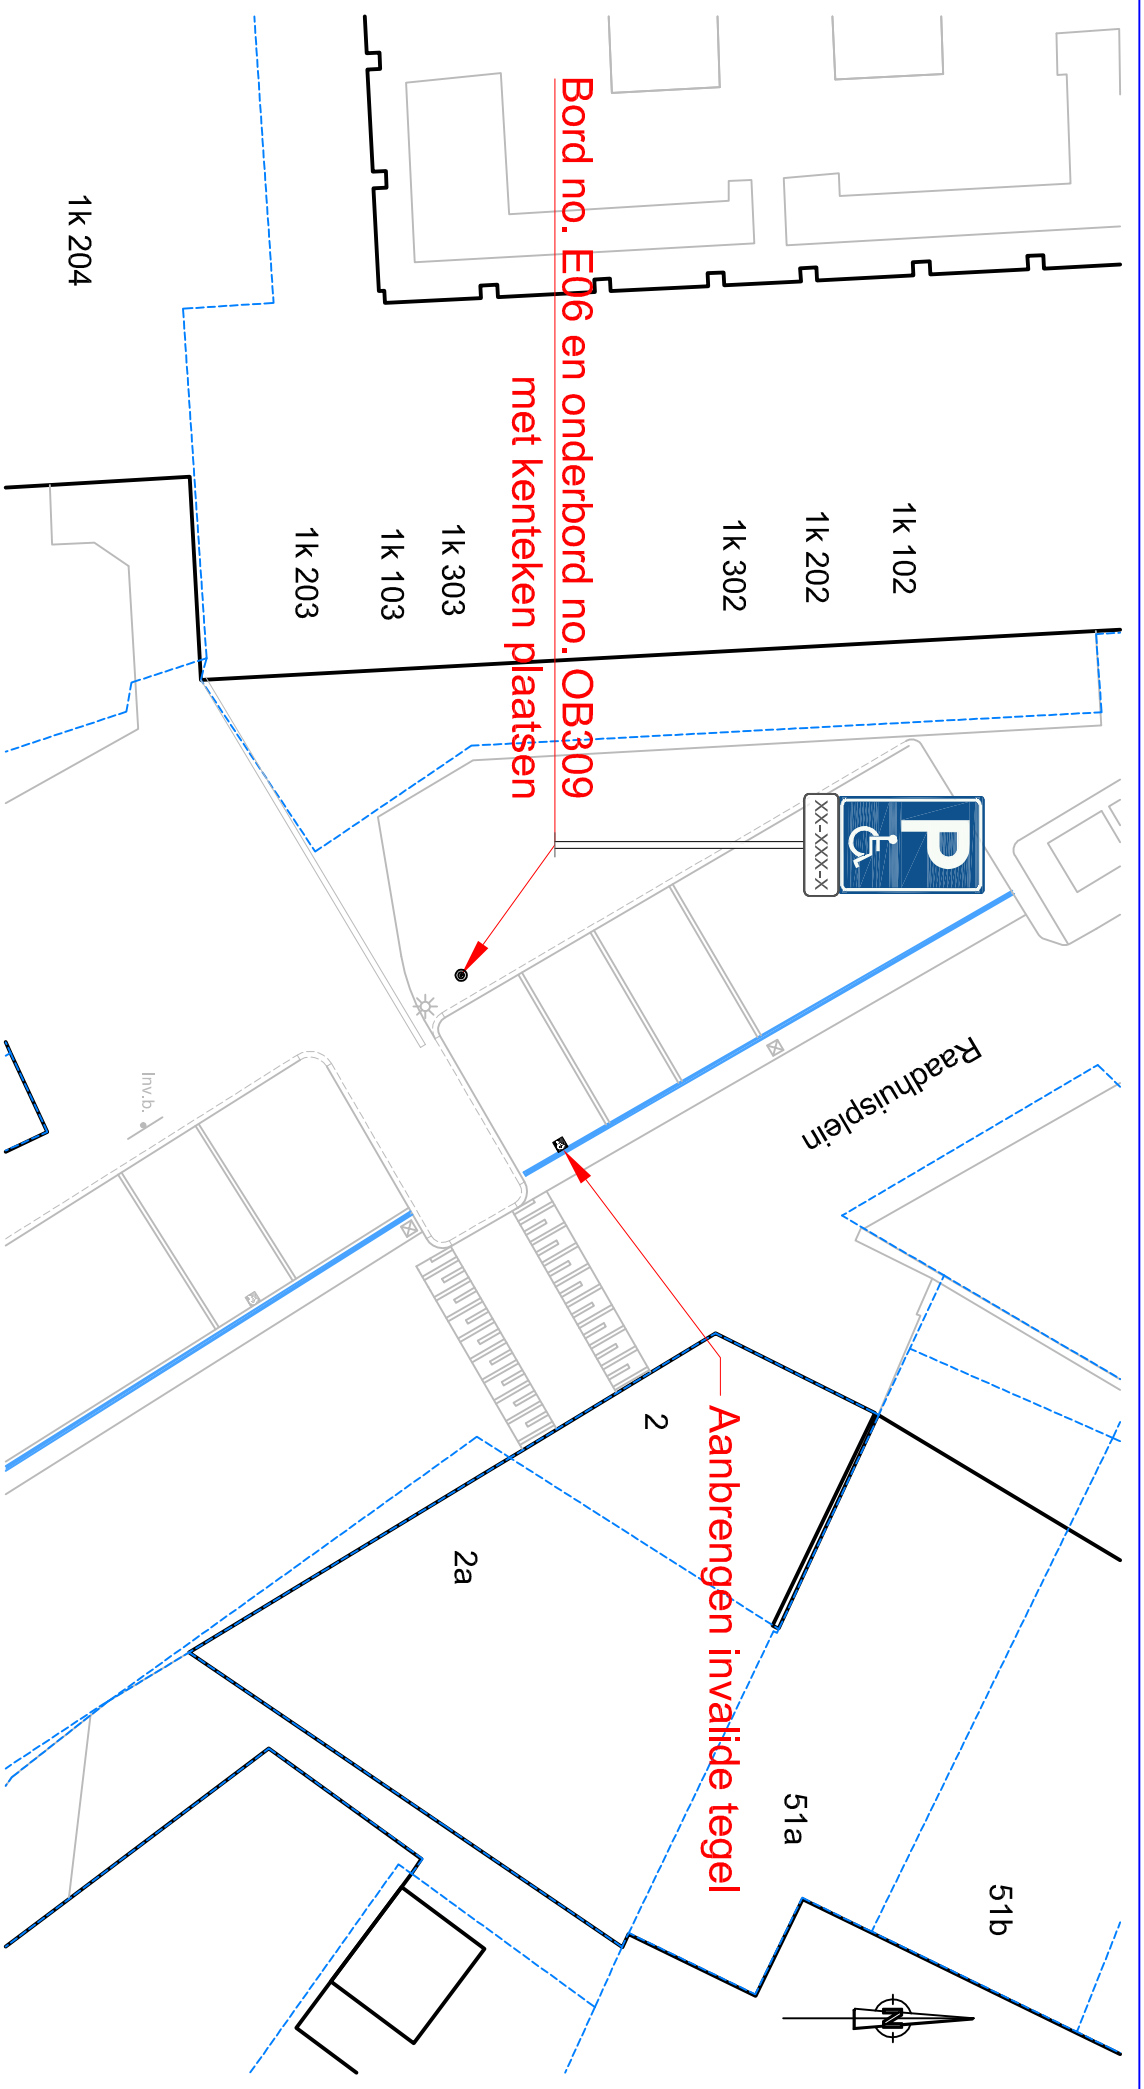 Bord no. E06 en onderbord no. OB309
met kenteken plaatsen
P
XX-XXX-X
1k 102
1k 202
1k 302
1k 303
1k 103
1k 203
1k 204
Raadhuisplein
Inv.b.
Aanbrengen invalide tegel
2
2a
51a
51b
N